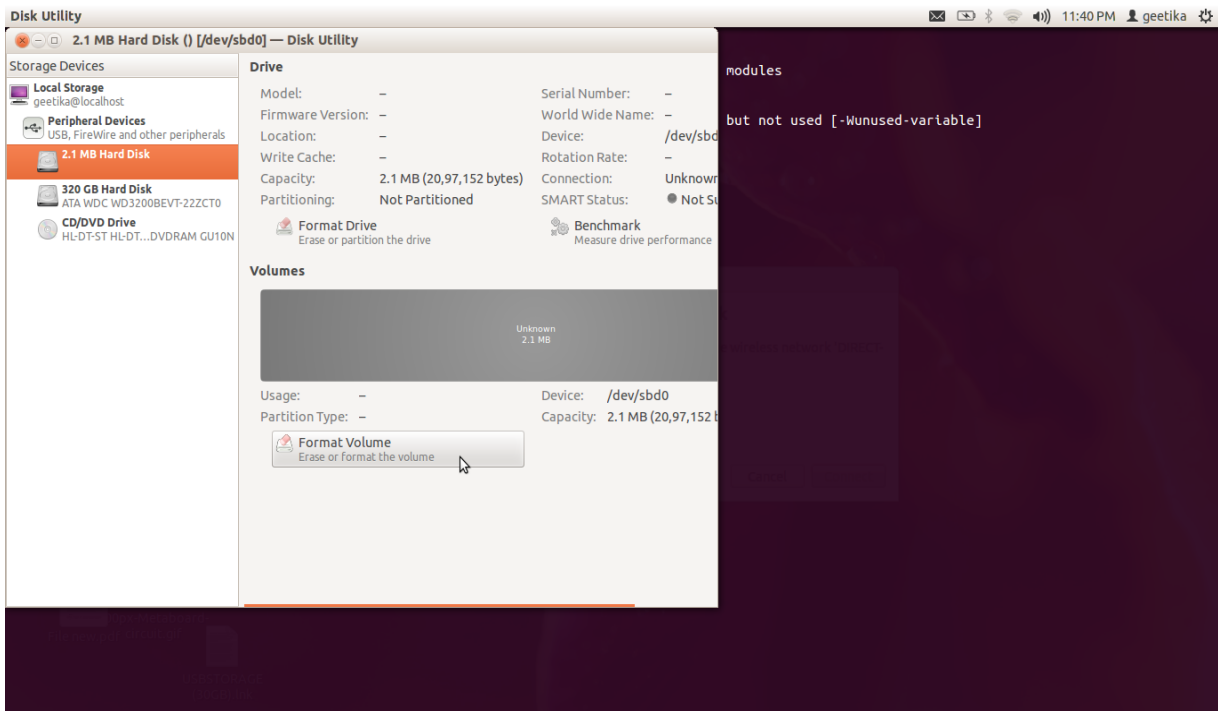 Disk Utility
11:40 PM geetika
2.1 MB Hard Disk () [/dev/sbd0] — Disk Utility
Storage Devices
Local Storage
geetika@localhost
Peripheral Devices
USB, FireWire and other peripherals
2.1 MB Hard Disk
320 GB Hard Disk
ATA WDC WD3200BEVT-22ZCT0
CD/DVD Drive
HL-DT-ST HL-DT...DVDRAM GU10N
Drive
Model: – Serial Number: –
Firmware Version: – World Wide Name: –
Location: – Device: /dev/sbd
Write Cache: – Rotation Rate: –
Capacity: 2.1 MB (20,97,152 bytes) Connection: Unknown
Partitioning: Not Partitioned SMART Status: Not Su
Format Drive
Erase or partition the drive
Benchmark
Measure drive performance
Volumes
Unknown
2.1 MB
Usage: – Device: /dev/sbd0
Partition Type: – Capacity: 2.1 MB (20,97,152 b
Format Volume
Erase or format the volume
modules
but not used [-Wunused-variable]
Cancel